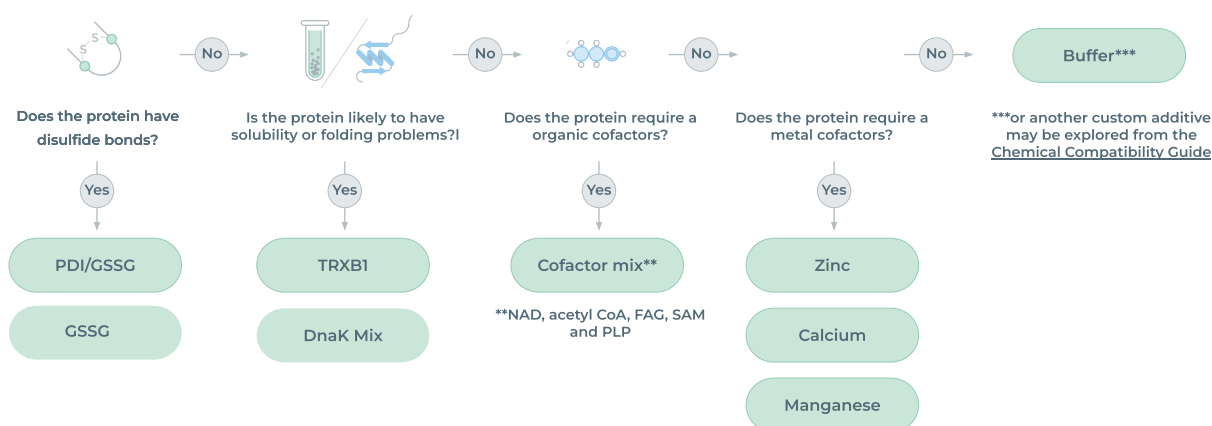 S
S
No
No
No
No
Buffer***
Does the protein have
disulfide bonds?
Is the protein likely to have
solubility or folding problems?l
Does the protein require a
organic cofactors?
Does the protein require a
metal cofactors?
***or another custom additive
may be explored from the
Chemical Compatibility Guide
Yes
Yes
Yes
Yes
PDI/GSSG
GSSG
TRXB1
DnaK Mix
Cofactor mix**
**NAD, acetyl CoA, FAG, SAM
and PLP
Zinc
Calcium
Manganese